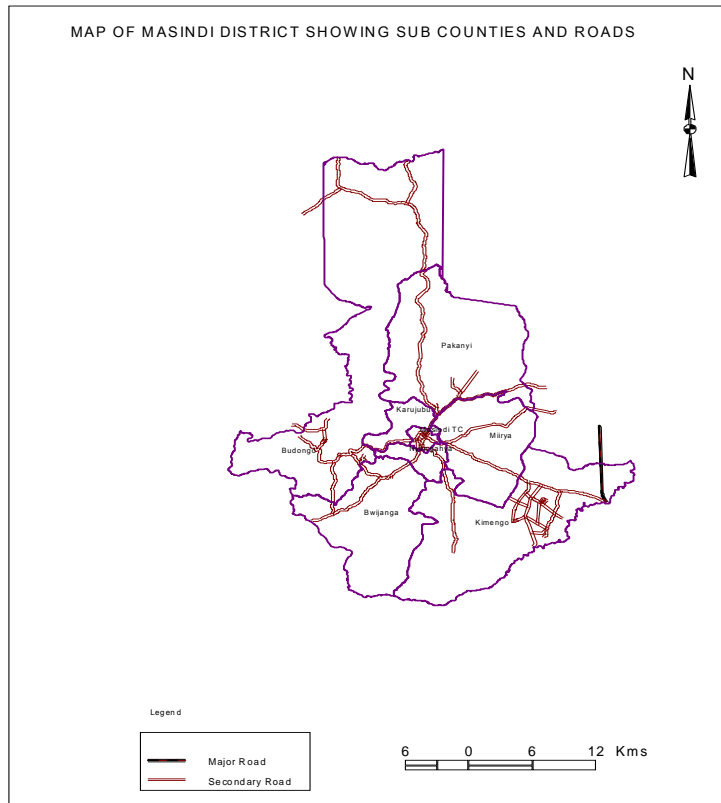 MAP OF MASINDI DISTRICT SHOWING SUB COUNTIES AND ROADS
N
Pakanyi
Karujubu
TC
Miirya
Budongo
Bwijanga
Kimengo
Legend
Major Road
Secondary Road
6 0 6 12 Kms